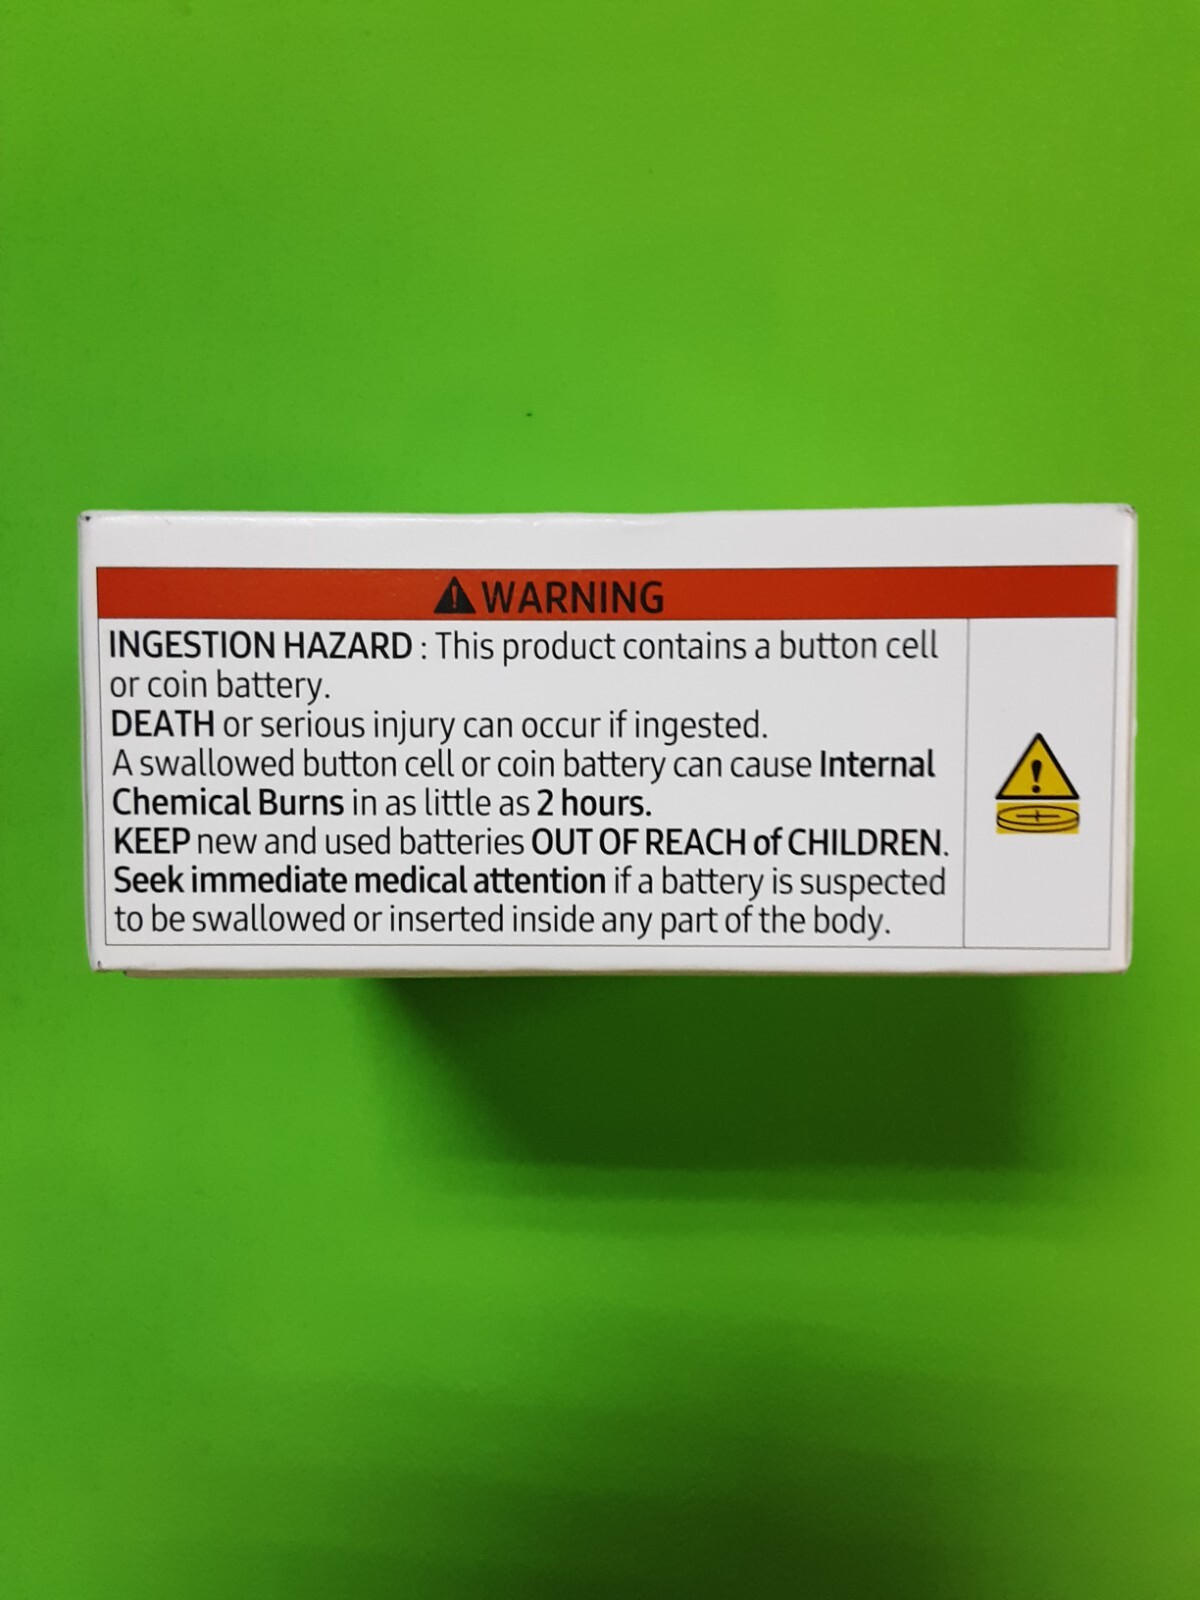 WARNING
INGESTION HAZARD : This product contains a button cell
or coin battery.
DEATH or serious injury can occur if ingested.
A swallowed button cell or coin battery can cause Internal
Chemical Burns in as little as 2 hours.
KEEP new and used batteries OUT OF REACH of CHILDREN.
Seek immediate medical attention if a battery is suspected
to be swallowed or inserted inside any part of the body.